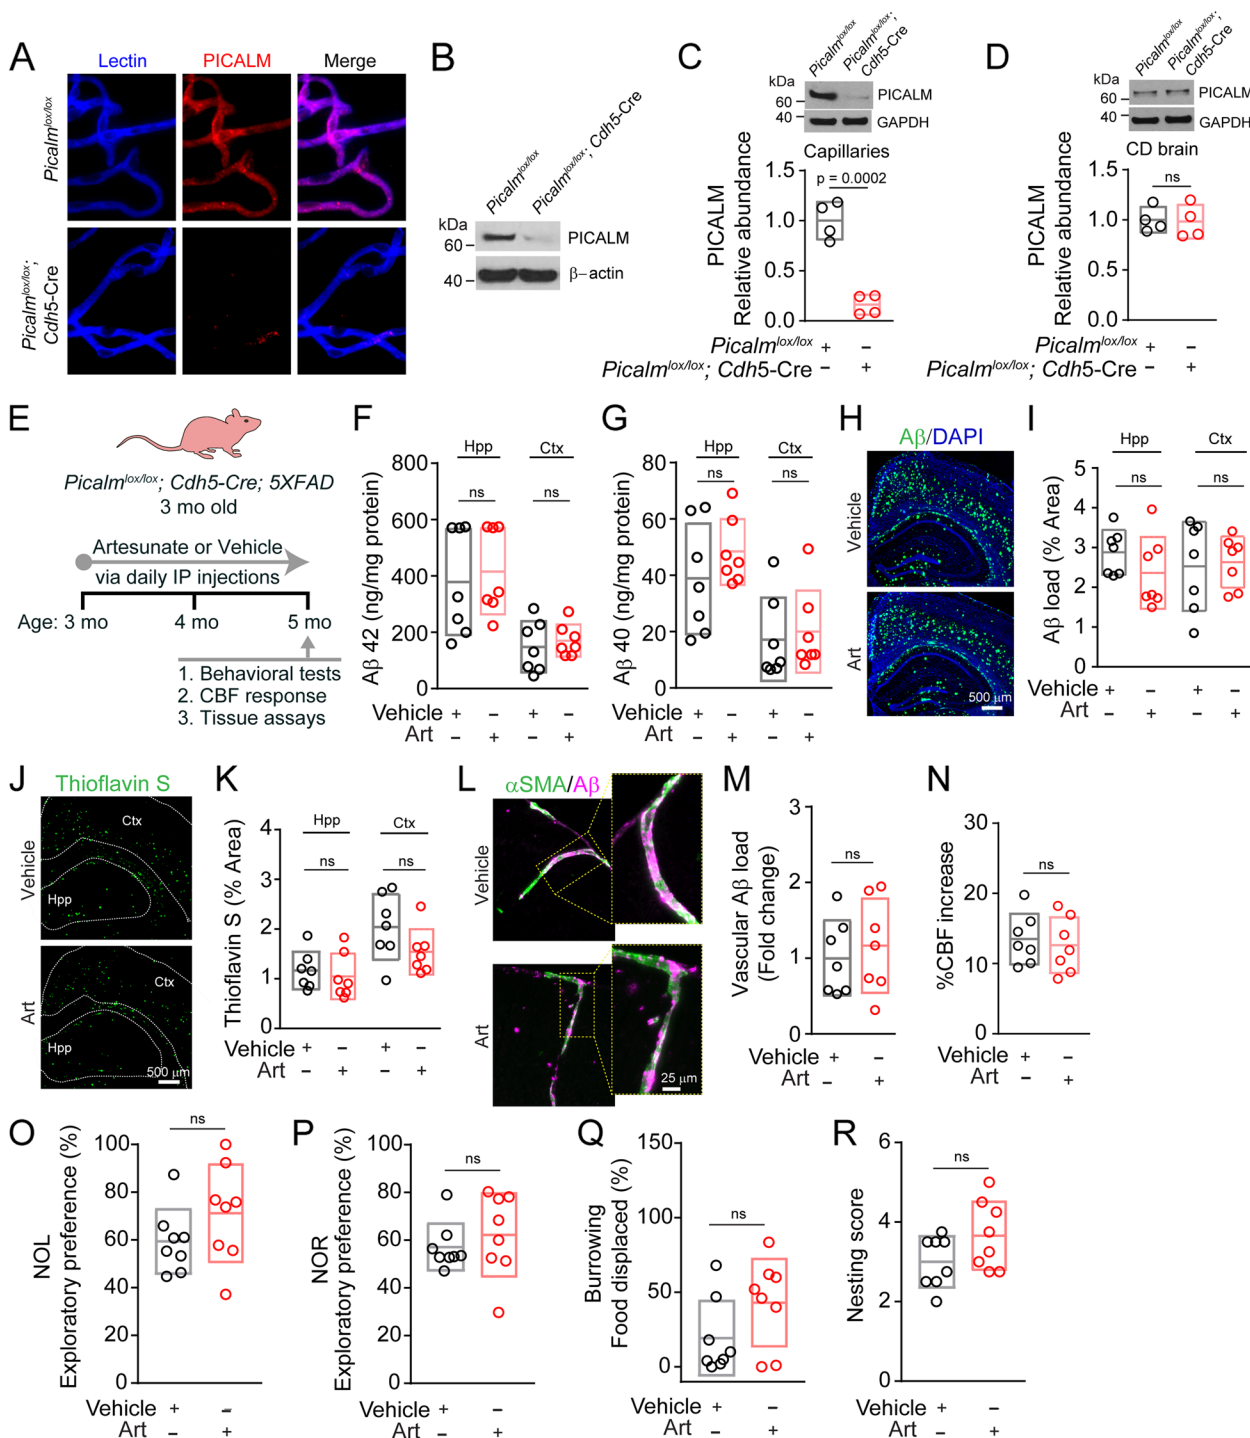 A
Lectin
PICALM
Merge
Picalm^lox/lox
Picalm^lox/lox;
Cdh5-Cre
B
Picalm^lox/lox
Picalm^lox/lox; Cdh5-Cre
kDa
60
40
PICALM
β–actin
C
Picalm^lox/lox
Picalm^lox/lox;
Cdh5-Cre
kDa
60
40
PICALM
GAPDH
Capillaries
p = 0.0002
PICALM
Relative abundance
1.5
1.0
0.5
0.0
Picalm^lox/lox + –
Picalm^lox/lox; Cdh5-Cre – +
D
Picalm^lox/lox
Picalm^lox/lox;
Cdh5-Cre
kDa
60
40
PICALM
GAPDH
CD brain
ns
PICALM
Relative abundance
1.5
1.0
0.5
0.0
Picalm^lox/lox + –
Picalm^lox/lox; Cdh5-Cre – +
E
Picalm^lox/lox; Cdh5-Cre; 5XFAD
3 mo old
Artesunate or Vehicle
via daily IP injections
Age: 3 mo 4 mo 5 mo
1. Behavioral tests
2. CBF response
3. Tissue assays
F
Hpp Ctx
ns ns
Aβ 42 (ng/mg protein)
800
600
400
200
0
Vehicle + – + –
Art – + – +
G
Hpp Ctx
ns ns
Aβ 40 (ng/mg protein)
80
60
40
20
0
Vehicle + – + –
Art – + – +
H
Aβ/DAPI
Vehicle
Art
500 μm
I
Hpp Ctx
ns ns
Aβ load (% Area)
5
4
3
2
1
0
Vehicle + – + –
Art – + – +
J
Thioflavin S
Vehicle
Ctx
Hpp
Art
Ctx
Hpp
500 μm
K
Hpp Ctx
ns ns
Thioflavin S (% Area)
4
3
2
1
0
Vehicle + – + –
Art – + – +
L
αSMA/Aβ
Vehicle
Art
25 μm
M
ns
Vascular Aβ load
(Fold change)
3
2
1
0
Vehicle + –
Art – +
N
ns
%CBF increase
30
20
10
0
Vehicle + –
Art – +
O
ns
NOL
Exploratory preference (%)
100
80
60
40
20
0
Vehicle + –
Art – +
P
ns
NOR
Exploratory preference (%)
100
80
60
40
20
0
Vehicle + –
Art – +
Q
ns
Burrowing
Food displaced (%)
150
100
50
0
Vehicle + –
Art – +
R
ns
Nesting score
6
4
2
0
Vehicle + –
Art – +